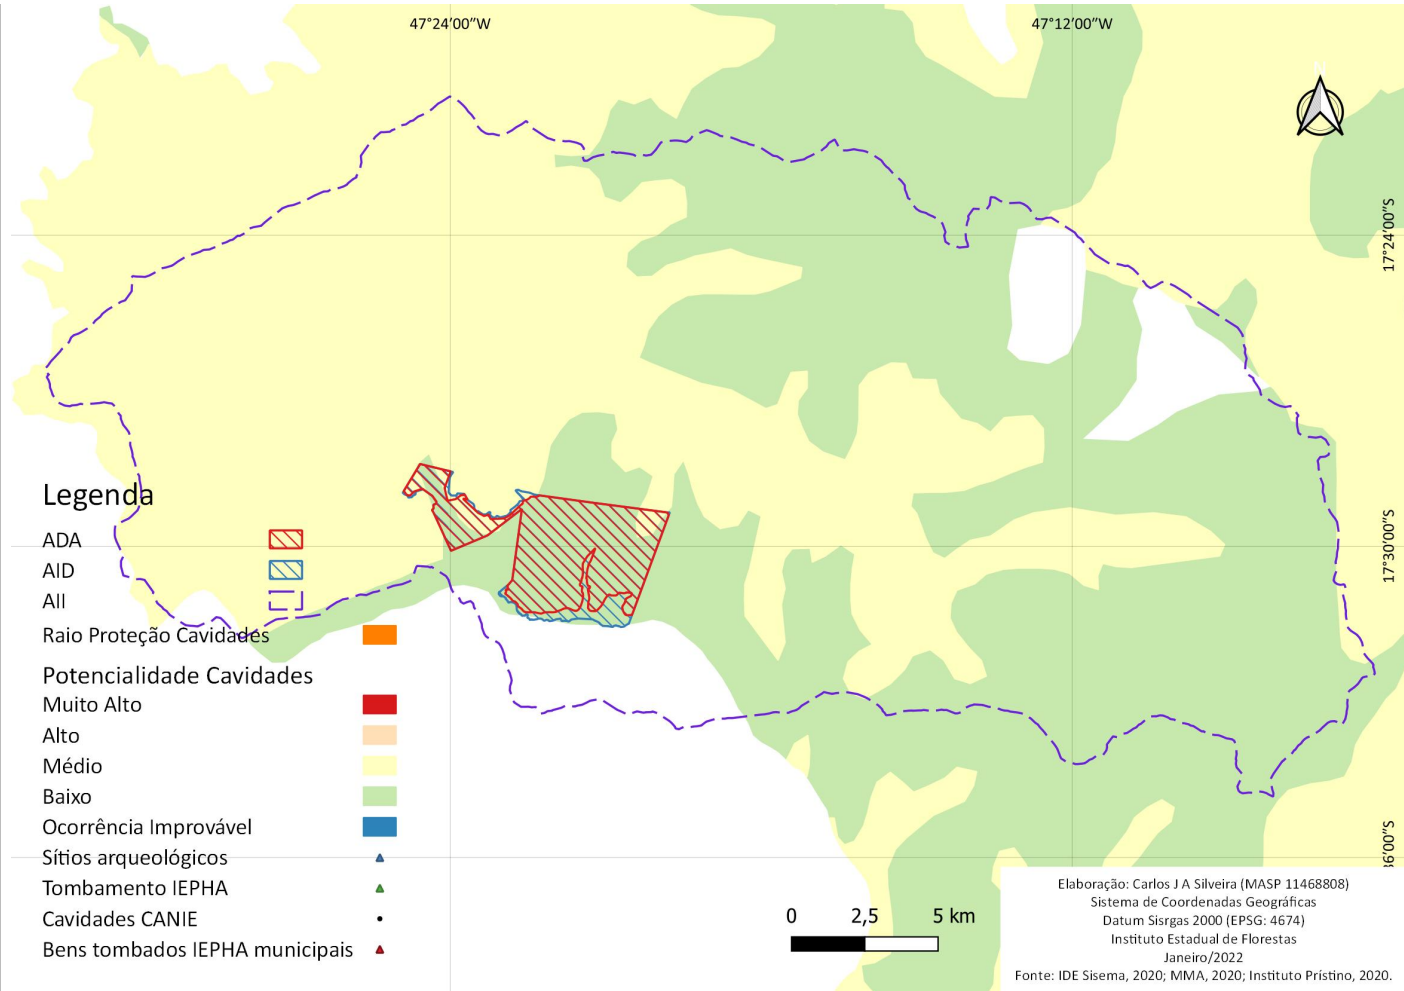 47°24'00"W
47°12'00"W
17°24'00"S
17°30'00"S
36'00"S
Legenda
ADA
AID
AII
Raio Proteção Cavidades
Potencialidade Cavidades
Muito Alto
Alto
Médio
Baixo
Ocorrência Improvável
Sítios arqueológicos
Tombamento IEPHA
Cavidades CANIE
Bens tombados IEPHA municipais
0 2,5 5 km
Elaboração: Carlos J A Silveira (MASP 11468808)
Sistema de Coordenadas Geográficas
Datum Sisrgas 2000 (EPSG: 4674)
Instituto Estadual de Florestas
Janeiro/2022
Fonte: IDE Sisema, 2020; MMA, 2020; Instituto Prístino, 2020.